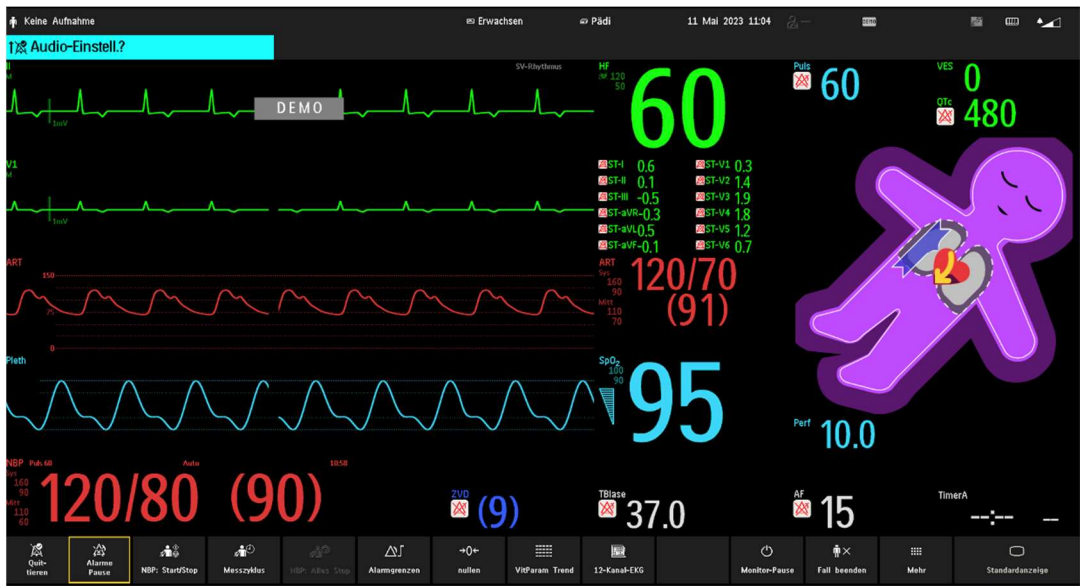 Keine Aufnahme
Erwachsen
Pädi
11 Mai 2023 11:04
DEMO
Audio-Einstell.?
II
M
SV-Rhythmus
DEMO
1mV
HF
120
50
60
Puls
60
VES
0
QTc
480
V1
M
1mV
ST-I 0.6
ST-V1 0.3
ST-II 0.1
ST-V2 1.4
ST-III -0.5
ST-V3 1.9
ST-aVR-0.3
ST-V4 1.8
ST-aVL0.5
ST-V5 1.2
ST-aVF-0.1
ST-V6 0.7
ART
150
75
0
ART
Sys
160
90
Mitt
110
70
120/70
(91)
Pleth
SpO₂
100
90
95
Perf 10.0
NBP Puls 60 Auto 10:58
Sys
160
90
Mitt
110
60
120/80 (90)
ZVD
(9)
TBlase
37.0
AF
15
TimerA
--:-- --
Quit-
tieren
Alarme
Pause
NBP: Start/Stop
Messzyklus
NBP: Alles Stop
Alarmgrenzen
→0←
nullen
VitParam Trend
12-Kanal-EKG
Monitor-Pause
Fall beenden
Mehr
Standardanzeige